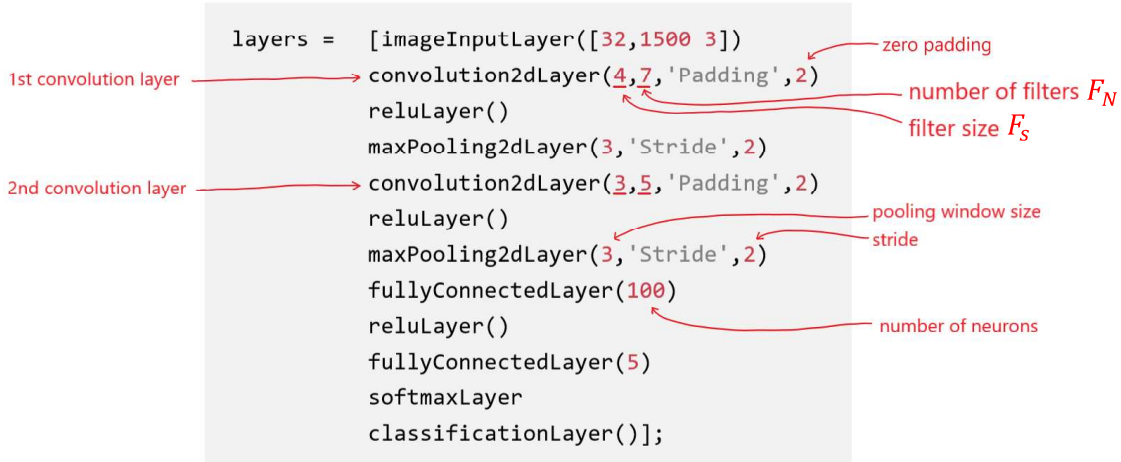 layers = [imageInputLayer([32,1500 3])
zero padding
1st convolution layer
convolution2dLayer(4,7,'Padding',2)
number of filters F_N
reluLayer()
filter size F_s
maxPooling2dLayer(3,'Stride',2)
2nd convolution layer
convolution2dLayer(3,5,'Padding',2)
reluLayer()
pooling window size
maxPooling2dLayer(3,'Stride',2)
stride
fullyConnectedLayer(100)
reluLayer()
number of neurons
fullyConnectedLayer(5)
softmaxLayer
classificationLayer()];